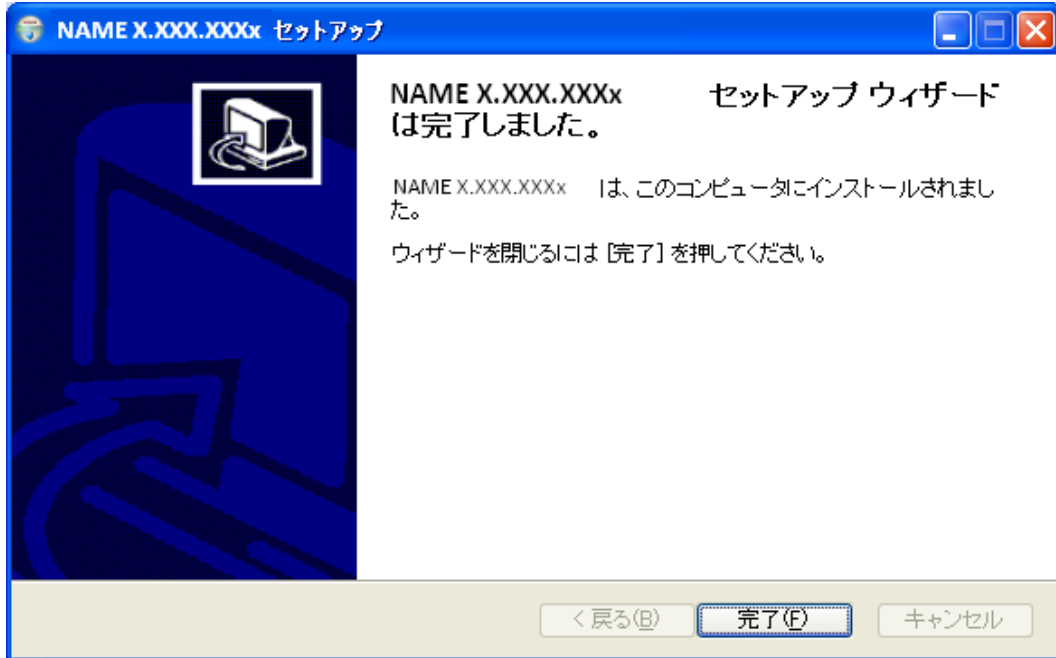 NAME X.XXX.XXXx セットアップ
NAME X.XXX.XXXx セットアップ ウィザード
は完了しました。
NAME X.XXX.XXXx は、このコンピュータにインストールされまし
た。
ウィザードを閉じるには [完了] を押してください。
< 戻る(B) 完了(F) キャンセル